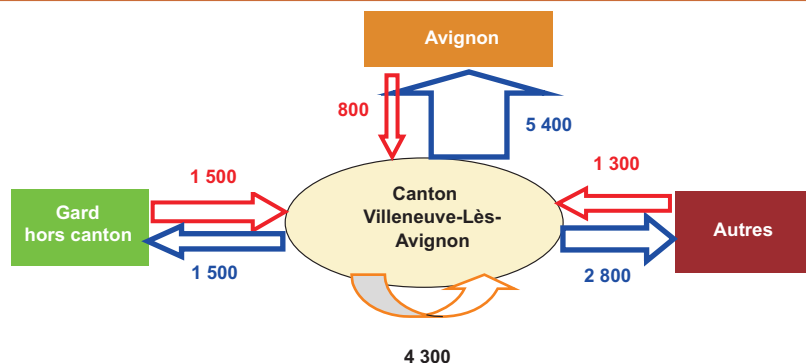 Avignon
800
5 400
1 500
1 300
Gard
hors canton
Canton
Villeneuve-Lès-
Avignon
Autres
1 500
2 800
4 300